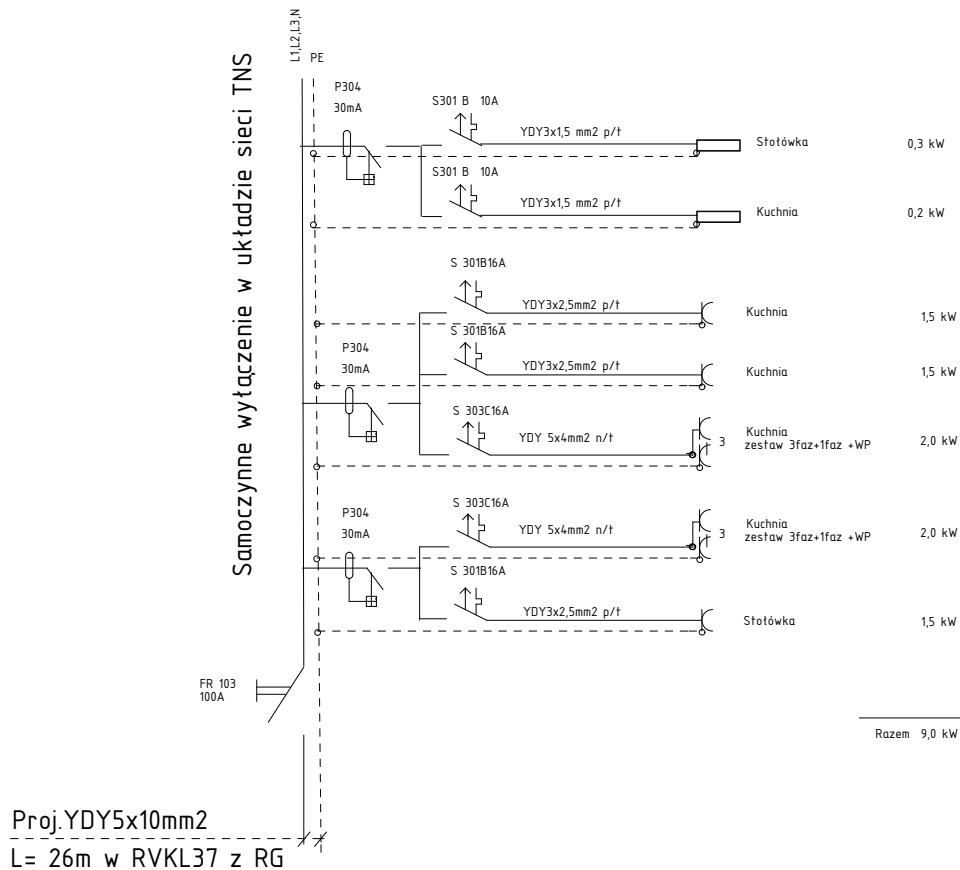 L1,L2,L3,N
PE
Samoczynne wyłączenie w układzie sieci TNS
P304
30mA
S301 B 10A
YDY3x1,5 mm2 p/t
Stołówka
0,3 kW
S301 B 10A
YDY3x1,5 mm2 p/t
Kuchnia
0,2 kW
S 301B16A
YDY3x2,5mm2 p/t
Kuchnia
1,5 kW
S 301B16A
P304
30mA
YDY3x2,5mm2 p/t
Kuchnia
1,5 kW
S 303C16A
YDY 5x4mm2 n/t
3
Kuchnia
zestaw 3faz+1faz +WP
2,0 kW
P304
30mA
S 303C16A
YDY 5x4mm2 n/t
3
Kuchnia
zestaw 3faz+1faz +WP
2,0 kW
S 301B16A
YDY3x2,5mm2 p/t
Stołówka
1,5 kW
FR 103
100A
Razem 9,0 kW
Proj.YDY5x10mm2
L= 26m w RVKL37 z RG